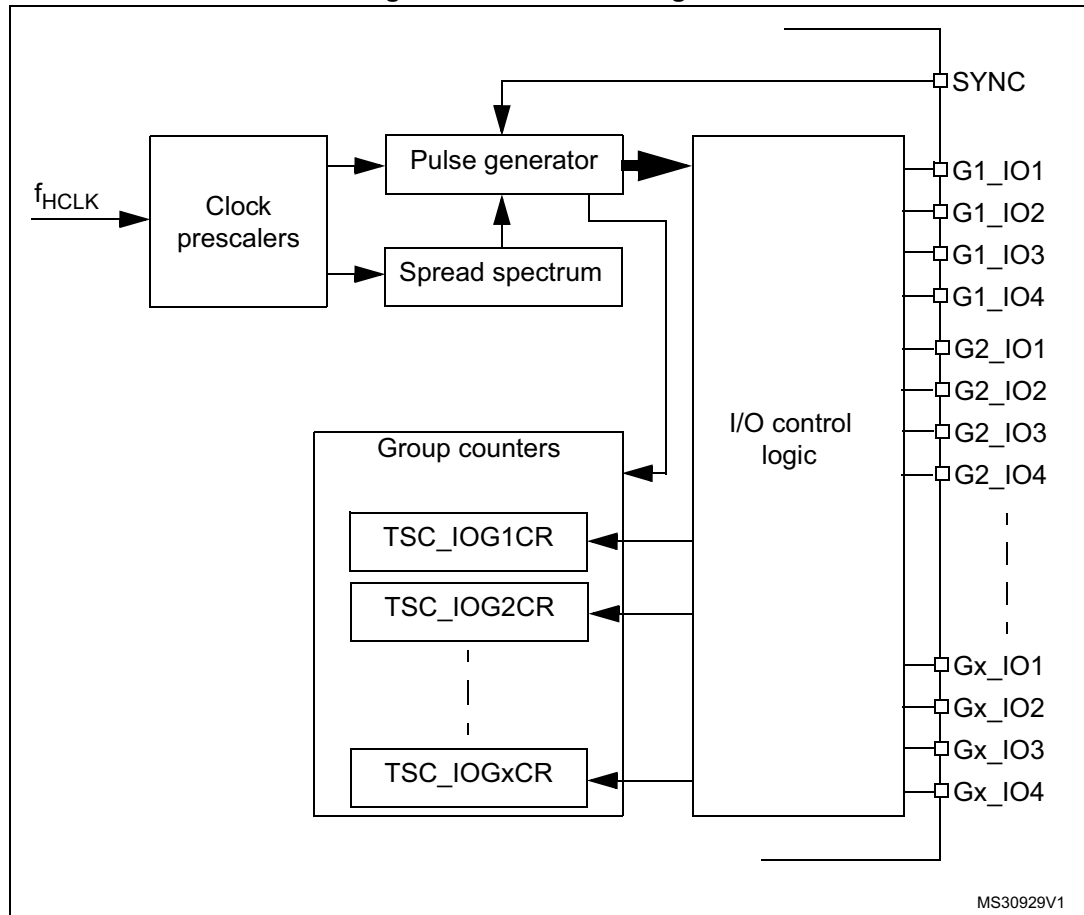 SYNC
Pulse generator
fHCLK
Clock
prescalers
Spread spectrum
G1_IO1
G1_IO2
G1_IO3
G1_IO4
G2_IO1
G2_IO2
G2_IO3
G2_IO4
I/O control
logic
Group counters
TSC_IOG1CR
TSC_IOG2CR
TSC_IOGxCR
Gx_IO1
Gx_IO2
Gx_IO3
Gx_IO4
MS30929V1